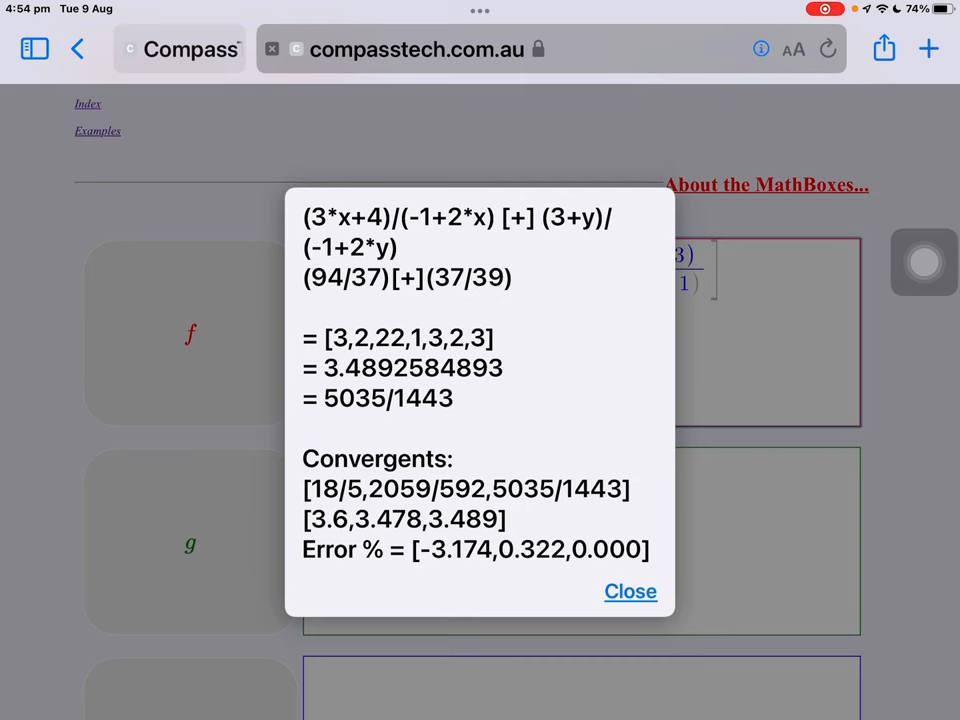 4:54 pm Tue 9 Aug
74%
Compass
compasstech.com.au
AA
Index
Examples
About the MathBoxes...
(3*x+4)/(-1+2*x) [+] (3+y)/
(-1+2*y)
(94/37)[+](37/39)
= [3,2,22,1,3,2,3]
= 3.4892584893
= 5035/1443
Convergents:
[18/5,2059/592,5035/1443]
[3.6,3.478,3.489]
Error % = [-3.174,0.322,0.000]
Close
3)
1)
f
g